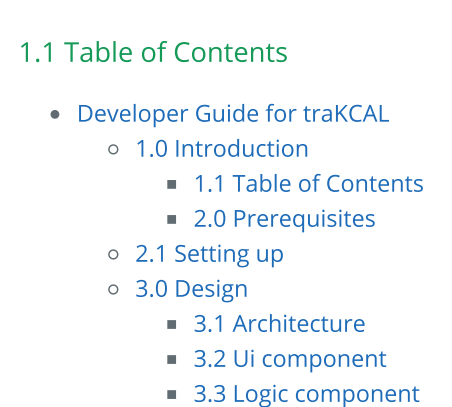 1.1 Table of Contents
Developer Guide for traKCAL
1.0 Introduction
1.1 Table of Contents
2.0 Prerequisites
2.1 Setting up
3.0 Design
3.1 Architecture
3.2 Ui component
3.3 Logic component